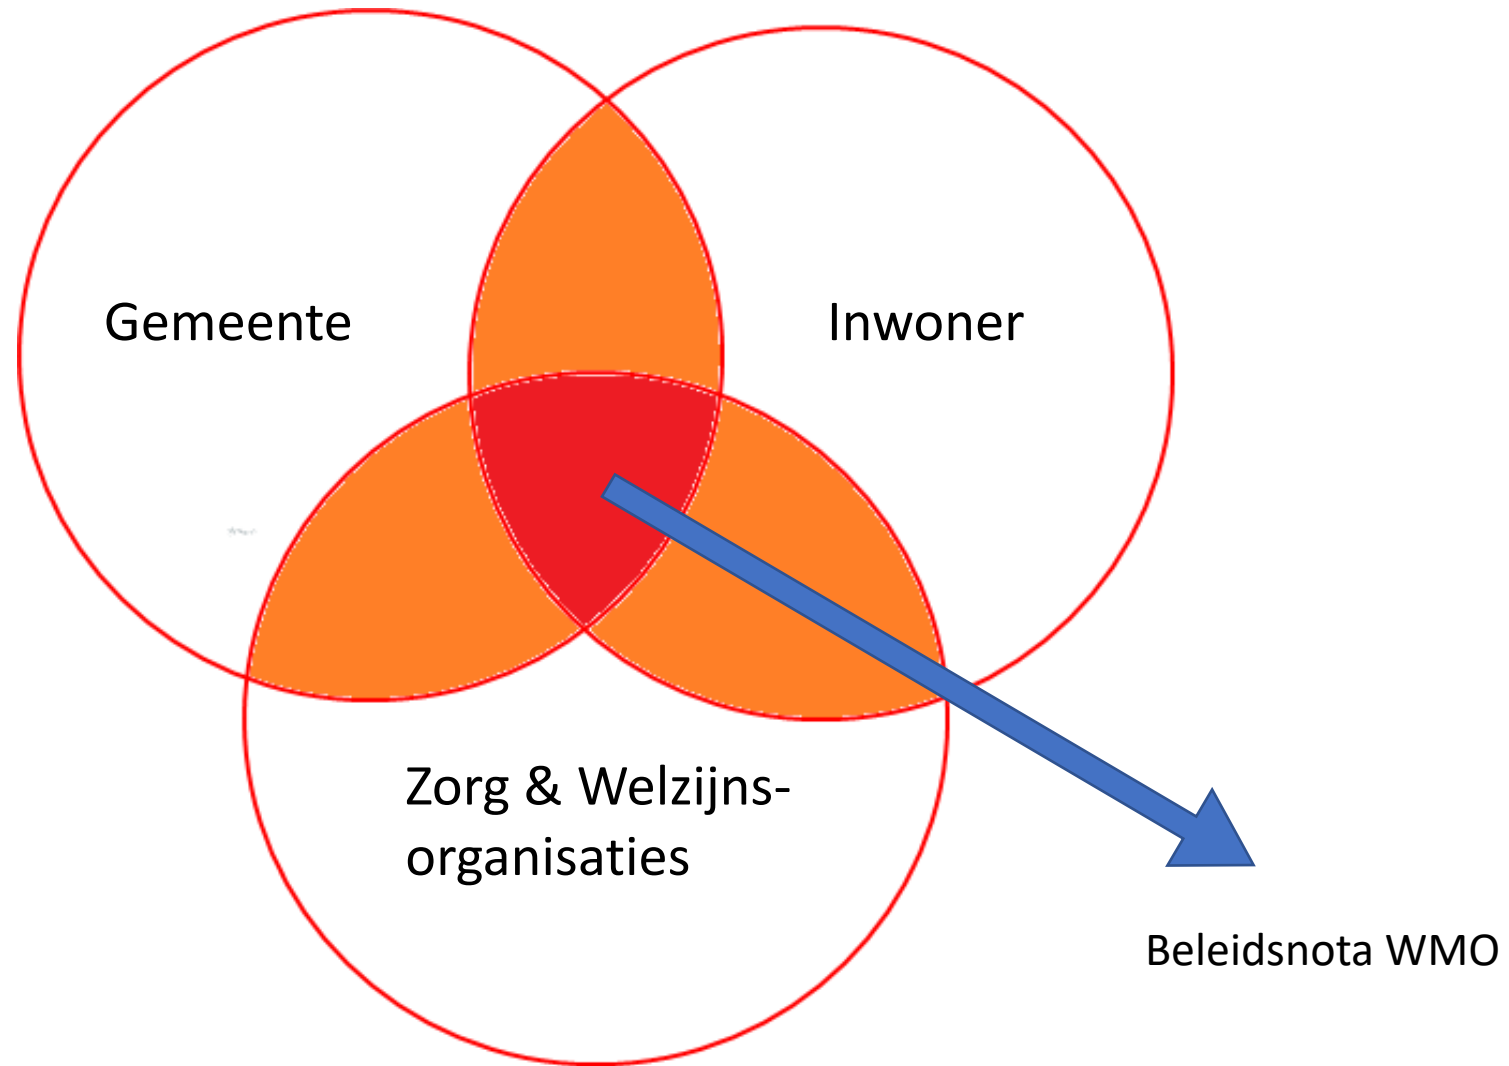 Gemeente
Inwoner
Zorg & Welzijns-
organisaties
Beleidsnota WMO